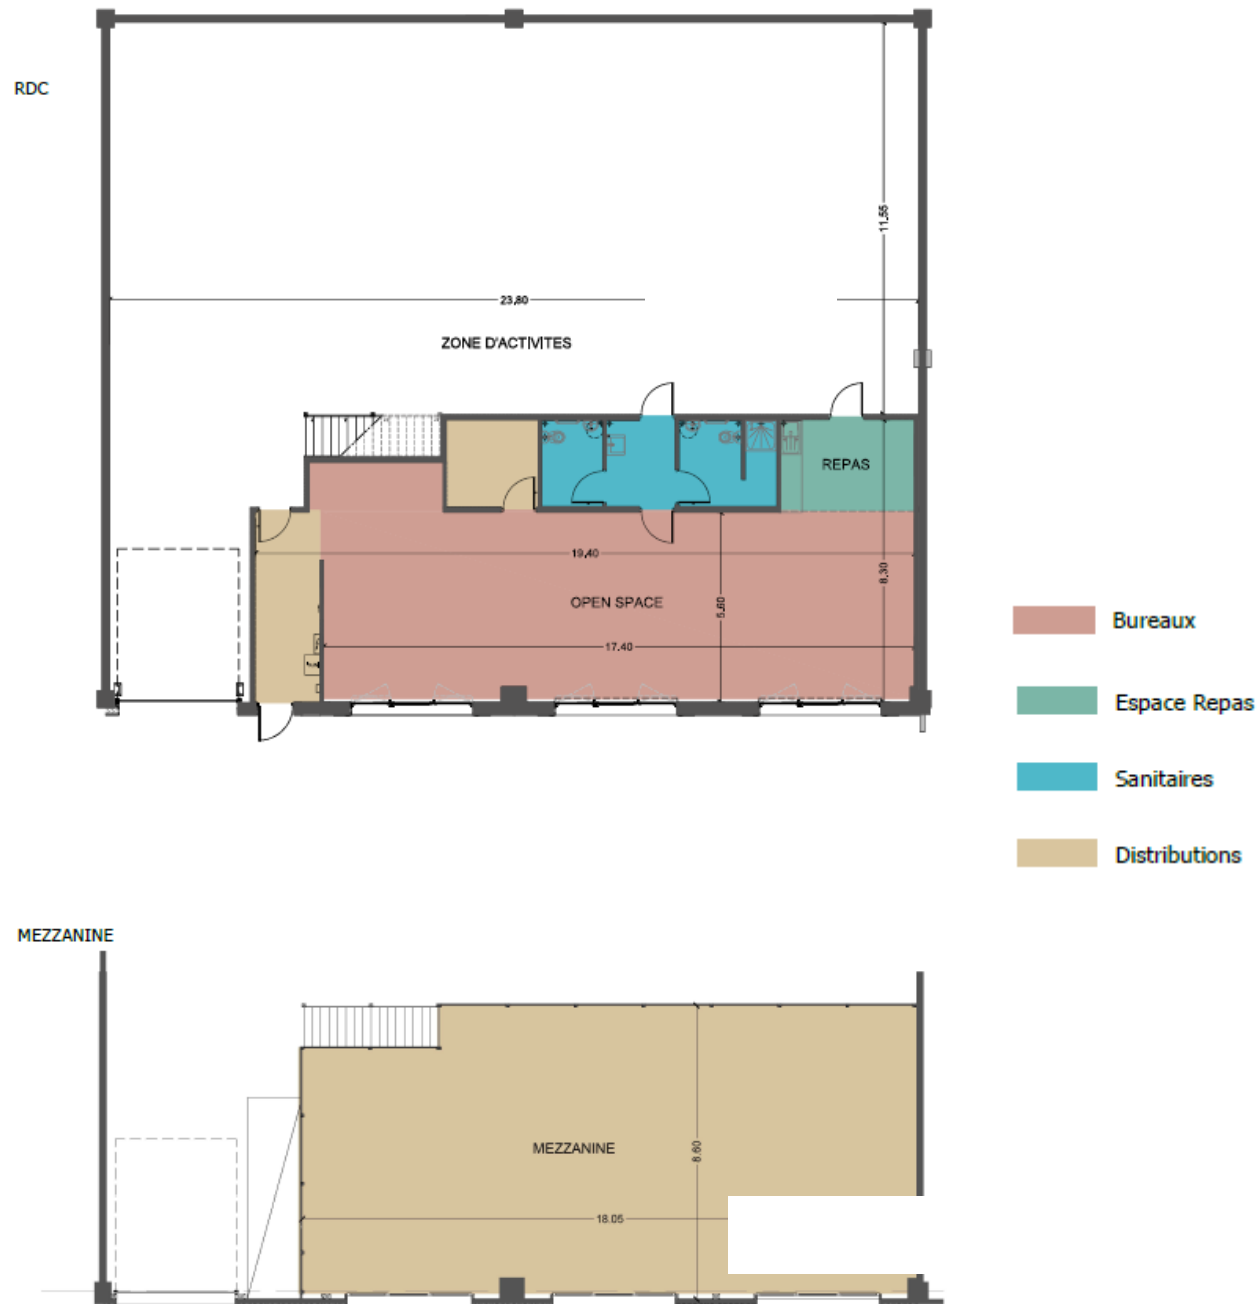 RDC
11.55
23.80
ZONE D'ACTIVITES
REPAS
19.40
8.30
OPEN SPACE
5.60
17.40
Bureaux
Espace Repas
Sanitaires
Distributions
MEZZANINE
MEZZANINE
8.60
18.05